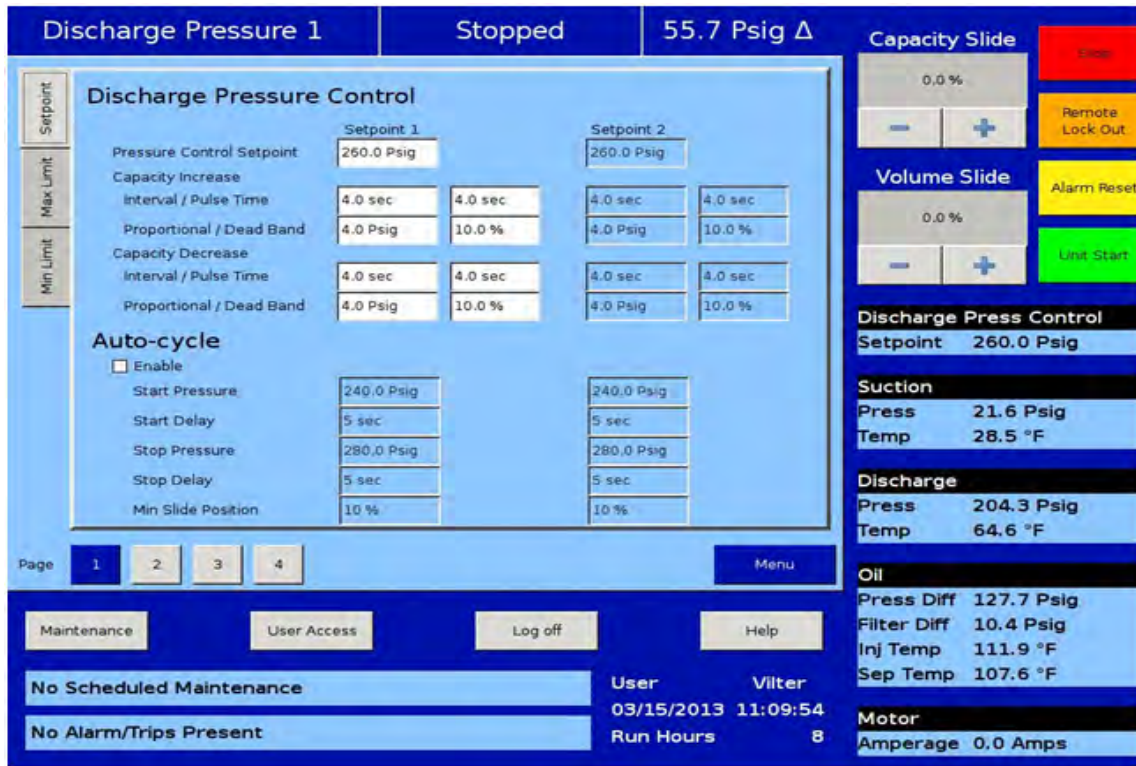 Discharge Pressure 1 Stopped 55.7 Psig Δ
Setpoint
Max Limit
Min Limit
Discharge Pressure Control
Setpoint 1 Setpoint 2
Pressure Control Setpoint 260.0 Psig 260.0 Psig
Capacity Increase
Interval / Pulse Time 4.0 sec 4.0 sec 4.0 sec 4.0 sec
Proportional / Dead Band 4.0 Psig 10.0 % 4.0 Psig 10.0 %
Capacity Decrease
Interval / Pulse Time 4.0 sec 4.0 sec 4.0 sec 4.0 sec
Proportional / Dead Band 4.0 Psig 10.0 % 4.0 Psig 10.0 %
Auto-cycle
Enable
Start Pressure 240.0 Psig 240.0 Psig
Start Delay 5 sec 5 sec
Stop Pressure 280.0 Psig 280.0 Psig
Stop Delay 5 sec 5 sec
Min Slide Position 10 % 10 %
Page 1 2 3 4 Menu
Maintenance User Access Log off Help
No Scheduled Maintenance
No Alarm/Trips Present
User Vilter
03/15/2013 11:09:54
Run Hours 8
Capacity Slide
0.0 %
− +
Volume Slide
0.0 %
− +
Stop
Remote
Lock Out
Alarm Reset
Unit Start
Discharge Press Control
Setpoint 260.0 Psig
Suction
Press 21.6 Psig
Temp 28.5 °F
Discharge
Press 204.3 Psig
Temp 64.6 °F
Oil
Press Diff 127.7 Psig
Filter Diff 10.4 Psig
Inj Temp 111.9 °F
Sep Temp 107.6 °F
Motor
Amperage 0.0 Amps